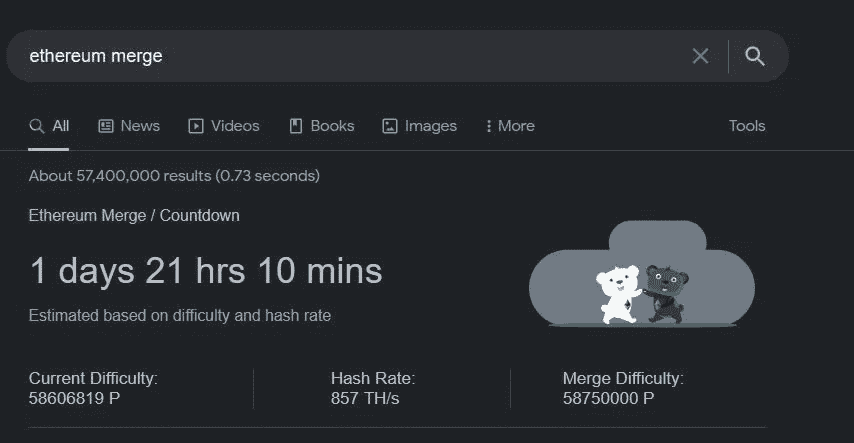 ethereum merge
All News Videos Books Images More Tools
About 57,400,000 results (0.73 seconds)
Ethereum Merge / Countdown
1 days 21 hrs 10 mins
Estimated based on difficulty and hash rate
Current Difficulty: Hash Rate: Merge Difficulty:
58606819 P 857 TH/s 58750000 P